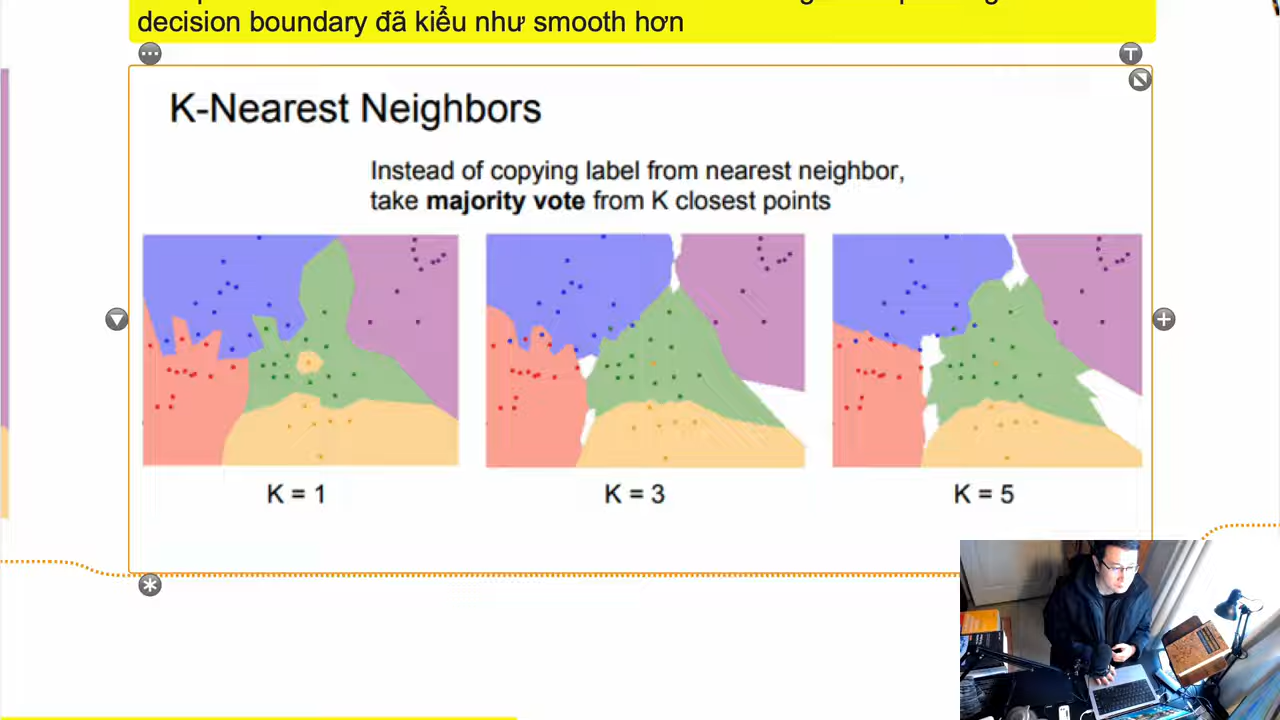 decision boundary đã kiểu như smooth hơn
K-Nearest Neighbors
Instead of copying label from nearest neighbor,
take majority vote from K closest points
K = 1
K = 3
K = 5